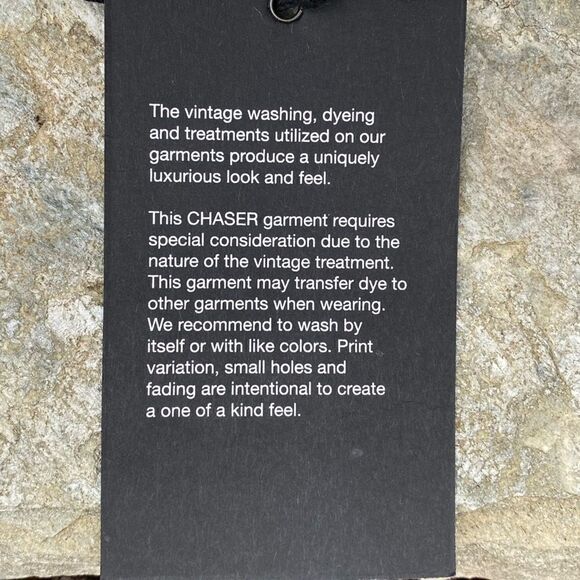 The vintage washing, dyeing
and treatments utilized on our
garments produce a uniquely
luxurious look and feel.
This CHASER garment requires
special consideration due to the
nature of the vintage treatment.
This garment may transfer dye to
other garments when wearing.
We recommend to wash by
itself or with like colors. Print
variation, small holes and
fading are intentional to create
a one of a kind feel.